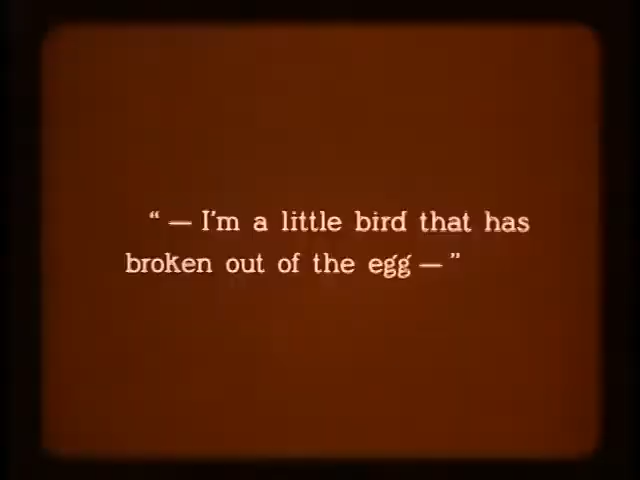 “ — I'm a little bird that has
broken out of the egg — ”